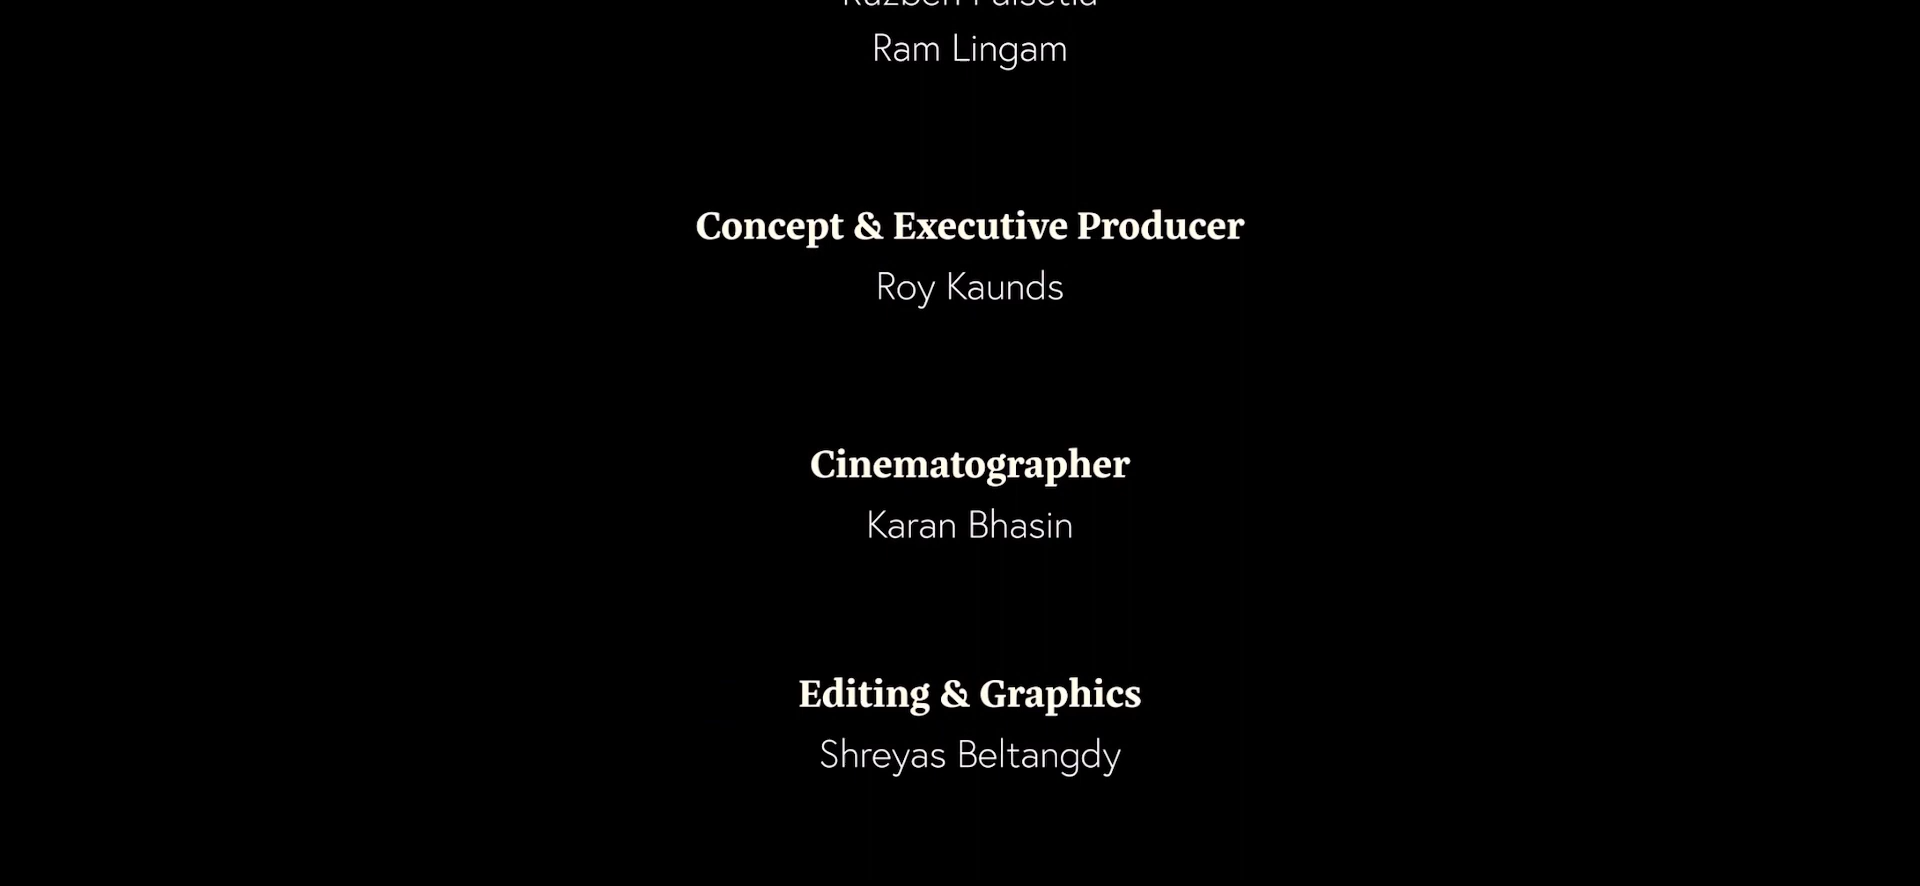 Ram Lingam
Concept & Executive Producer
Roy Kaunds
Cinematographer
Karan Bhasin
Editing & Graphics
Shreyas Beltangdy